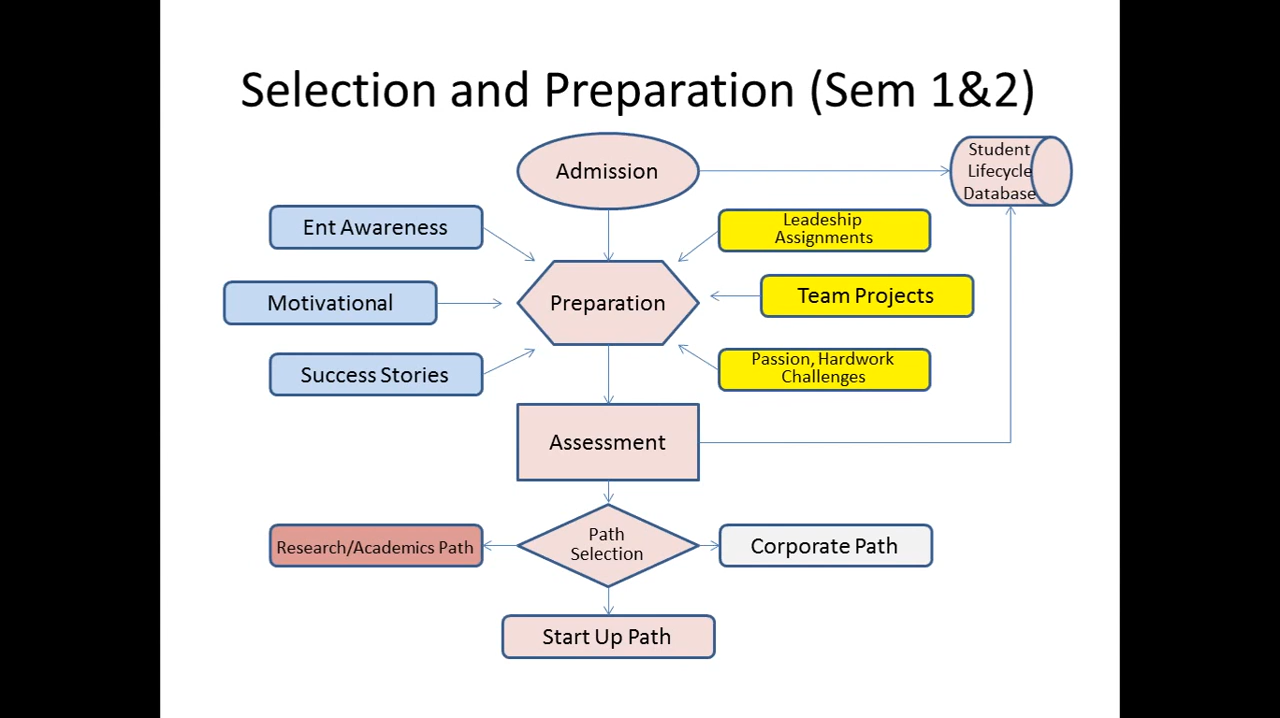 Selection and Preparation (Sem 1&2)
Admission
Student
Lifecycle
Database
Ent Awareness
Leadeship
Assignments
Motivational
Preparation
Team Projects
Success Stories
Passion, Hardwork
Challenges
Assessment
Research/Academics Path
Path
Selection
Corporate Path
Start Up Path